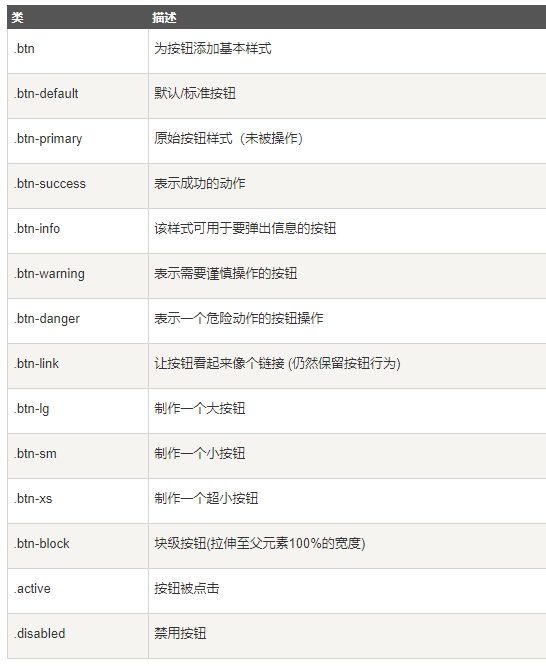 类 描述
.btn 为按钮添加基本样式
.btn-default 默认/标准按钮
.btn-primary 原始按钮样式（未被操作）
.btn-success 表示成功的动作
.btn-info 该样式可用于要弹出信息的按钮
.btn-warning 表示需要谨慎操作的按钮
.btn-danger 表示一个危险动作的按钮操作
.btn-link 让按钮看起来像个链接 (仍然保留按钮行为)
.btn-lg 制作一个大按钮
.btn-sm 制作一个小按钮
.btn-xs 制作一个超小按钮
.btn-block 块级按钮(拉伸至父元素100%的宽度)
.active 按钮被点击
.disabled 禁用按钮